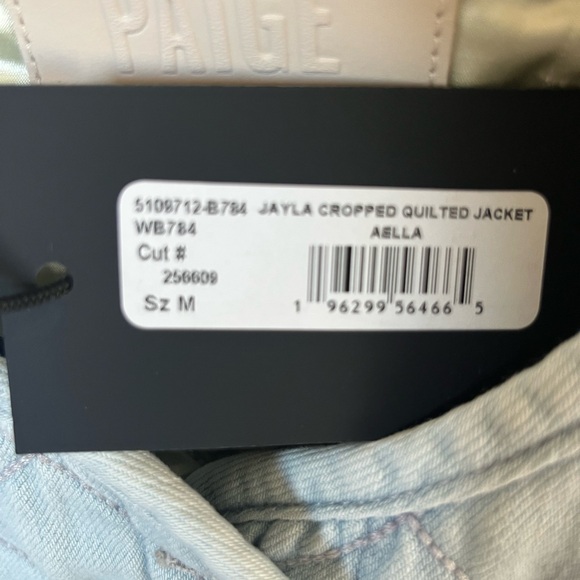 PAIGE
5109712-B784 JAYLA CROPPED QUILTED JACKET
WB784 AELLA
Cut #
256609
Sz M
1 96299 56466 5